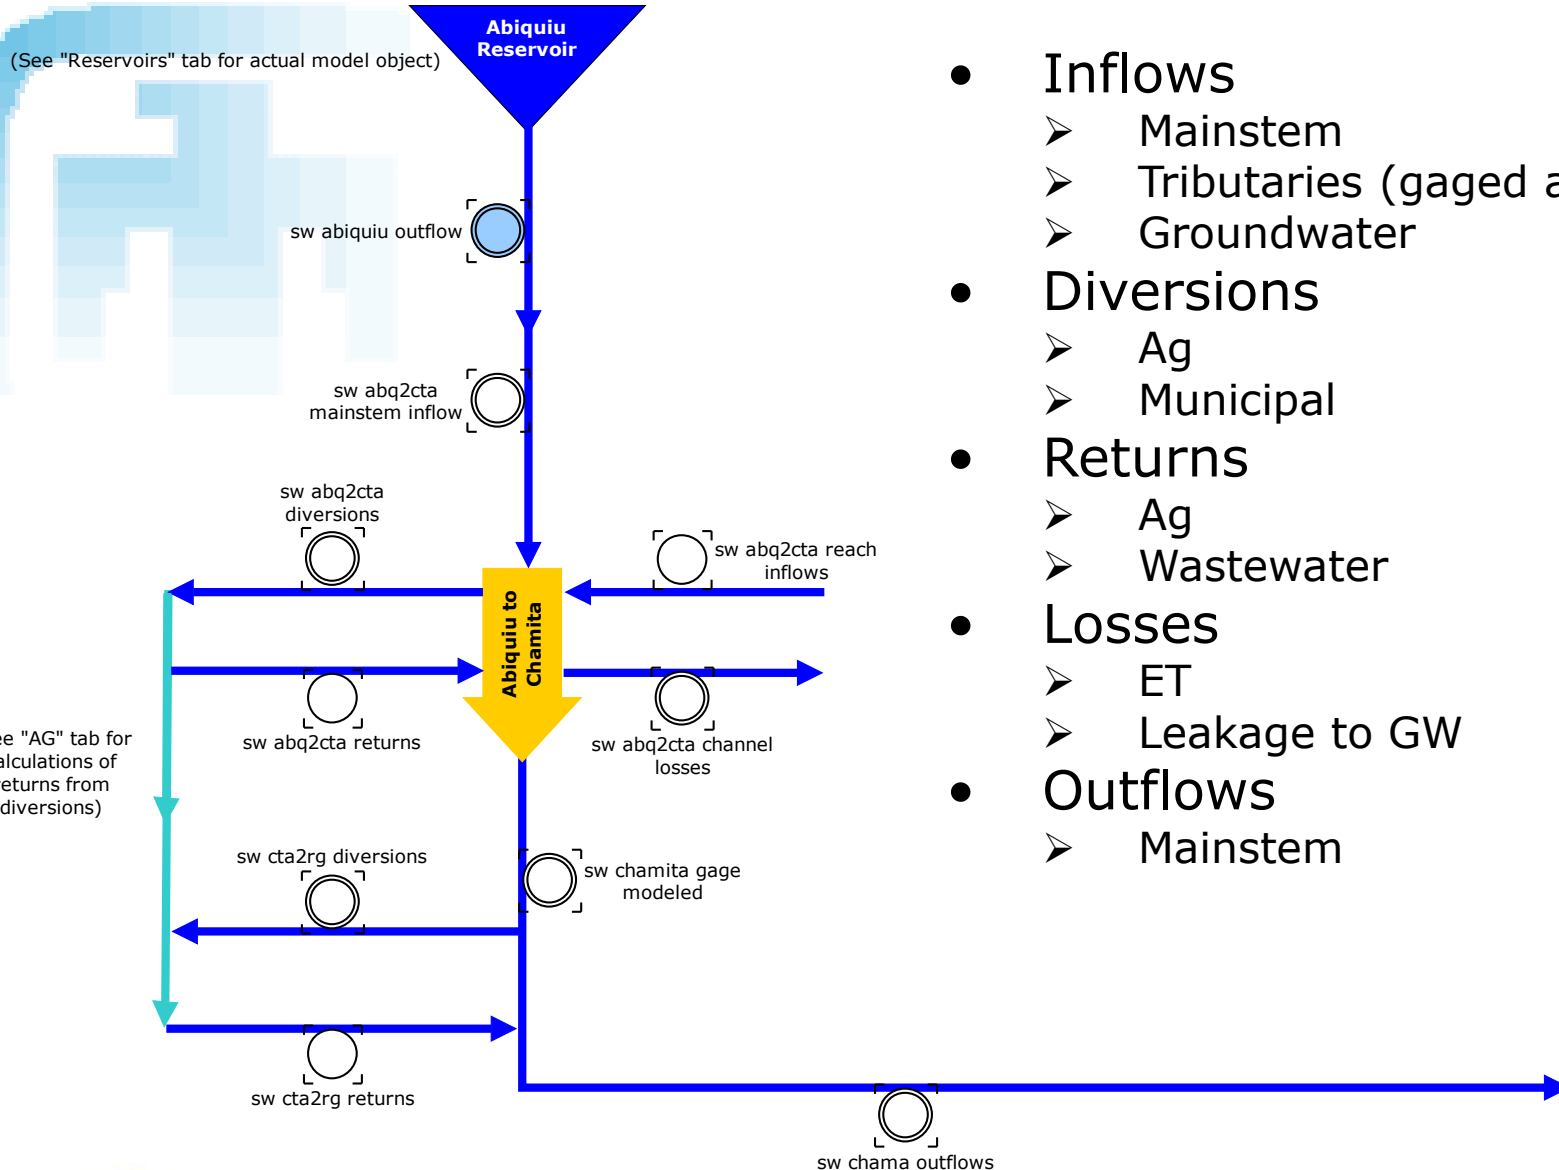 Abiquiu
Reservoir
(See "Reservoirs" tab for actual model object)
sw abiquiu outflow
sw abq2cta
mainstem inflow
sw abq2cta
diversions
sw abq2cta reach
inflows
Abiquiu to
Chamita
sw abq2cta returns
sw abq2cta channel
losses
"AG" tab for
of
from
diversions)
sw cta2rg diversions
sw chamita gage
modeled
sw cta2rg returns
sw chama outflows
• Inflows
➢ Mainstem
➢ Tributaries (gaged
➢ Groundwater
• Diversions
➢ Ag
➢ Municipal
• Returns
➢ Ag
➢ Wastewater
• Losses
➢ ET
➢ Leakage to GW
• Outflows
➢ Mainstem